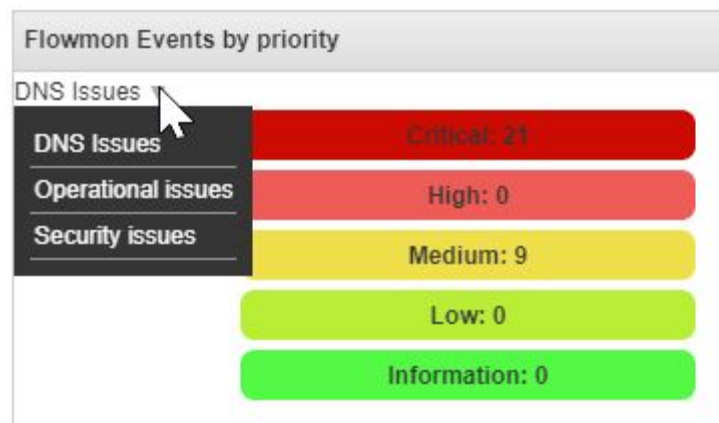 Flowmon Events by priority
DNS Issues
DNS Issues
Operational issues
Security issues
Critical: 21
High: 0
Medium: 9
Low: 0
Information: 0